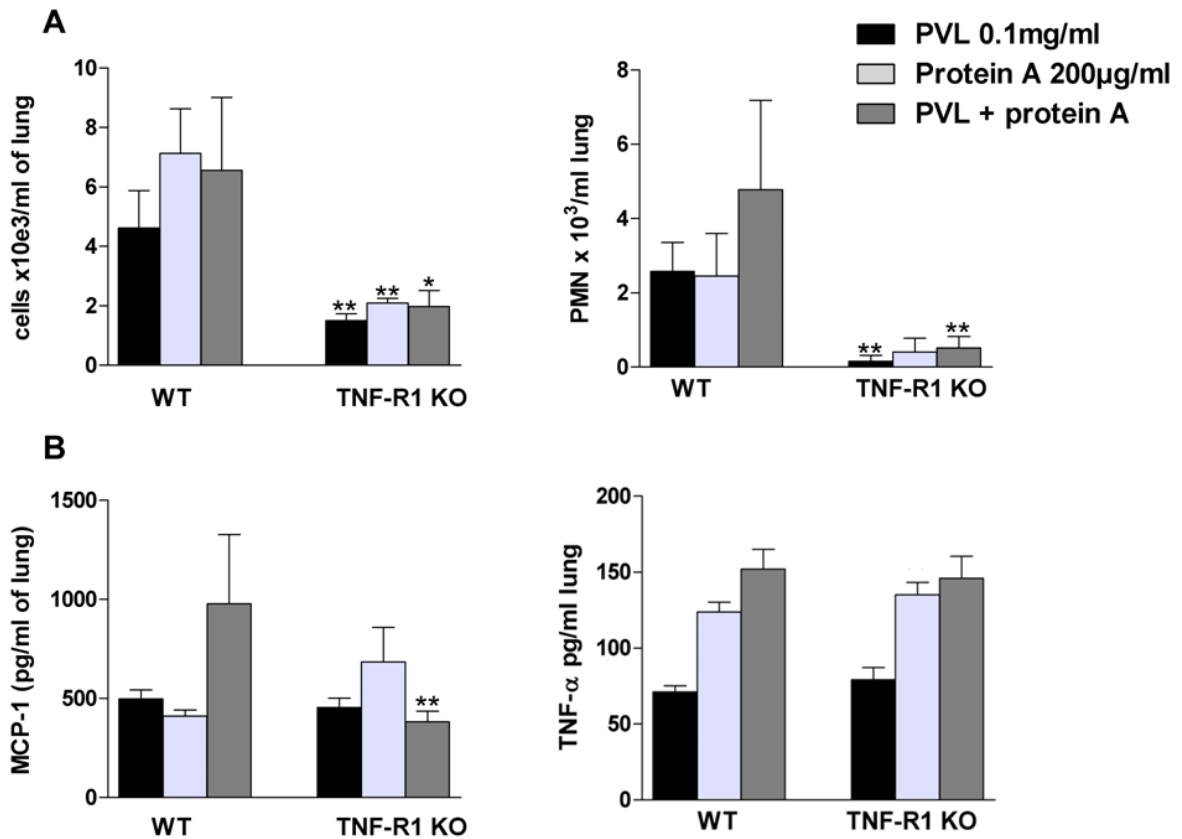 A
PVL 0.1mg/ml
Protein A 200µg/ml
PVL + protein A
cells x10e3/ml of lung
10
8
6
4
2
0
** ** *
WT TNF-R1 KO
PMN x 10³/ml lung
8
6
4
2
0
** **
WT TNF-R1 KO
B
MCP-1 (pg/ml of lung)
1500
1000
500
0
**
WT TNF-R1 KO
TNF-α pg/ml lung
200
150
100
50
0
WT TNF-R1 KO